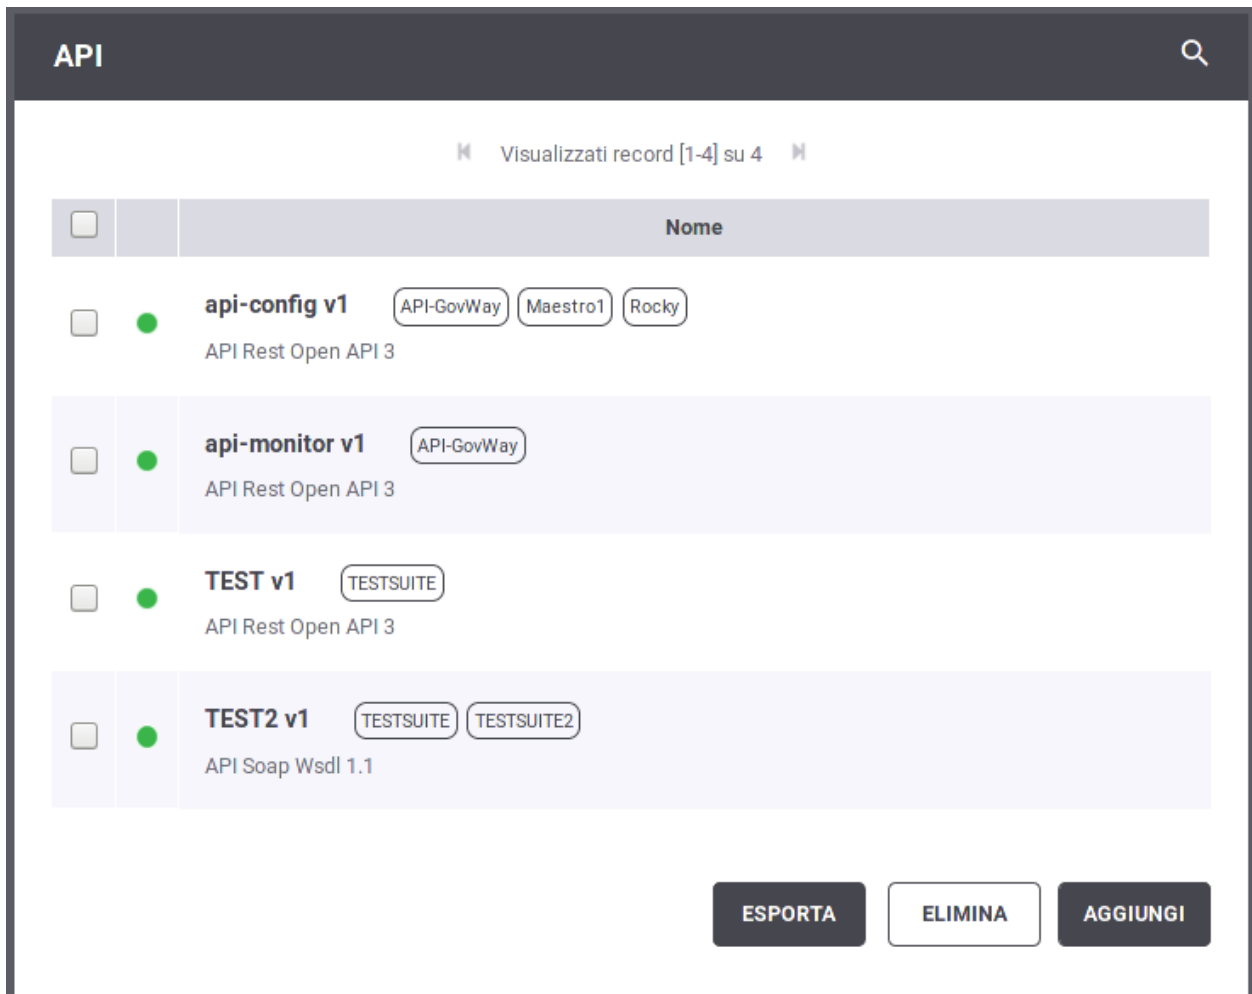 API
Visualizzati record [1-4] su 4
Nome
api-config v1 API-GovWay Maestro1 Rocky
API Rest Open API 3
api-monitor v1 API-GovWay
API Rest Open API 3
TEST v1 TESTSUITE
API Rest Open API 3
TEST2 v1 TESTSUITE TESTSUITE2
API Soap Wsdl 1.1
ESPORTA ELIMINA AGGIUNGI